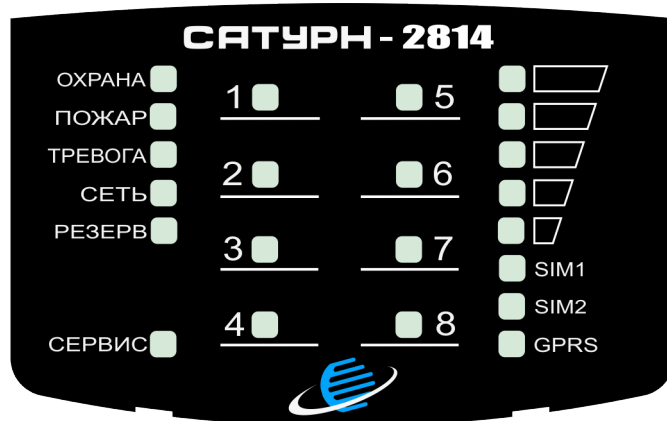 САТУРН - 2814
ОХРАНА
ПОЖАР
ТРЕВОГА
СЕТЬ
РЕЗЕРВ
СЕРВИС
1
2
3
4
5
6
7
8
SIM1
SIM2
GPRS